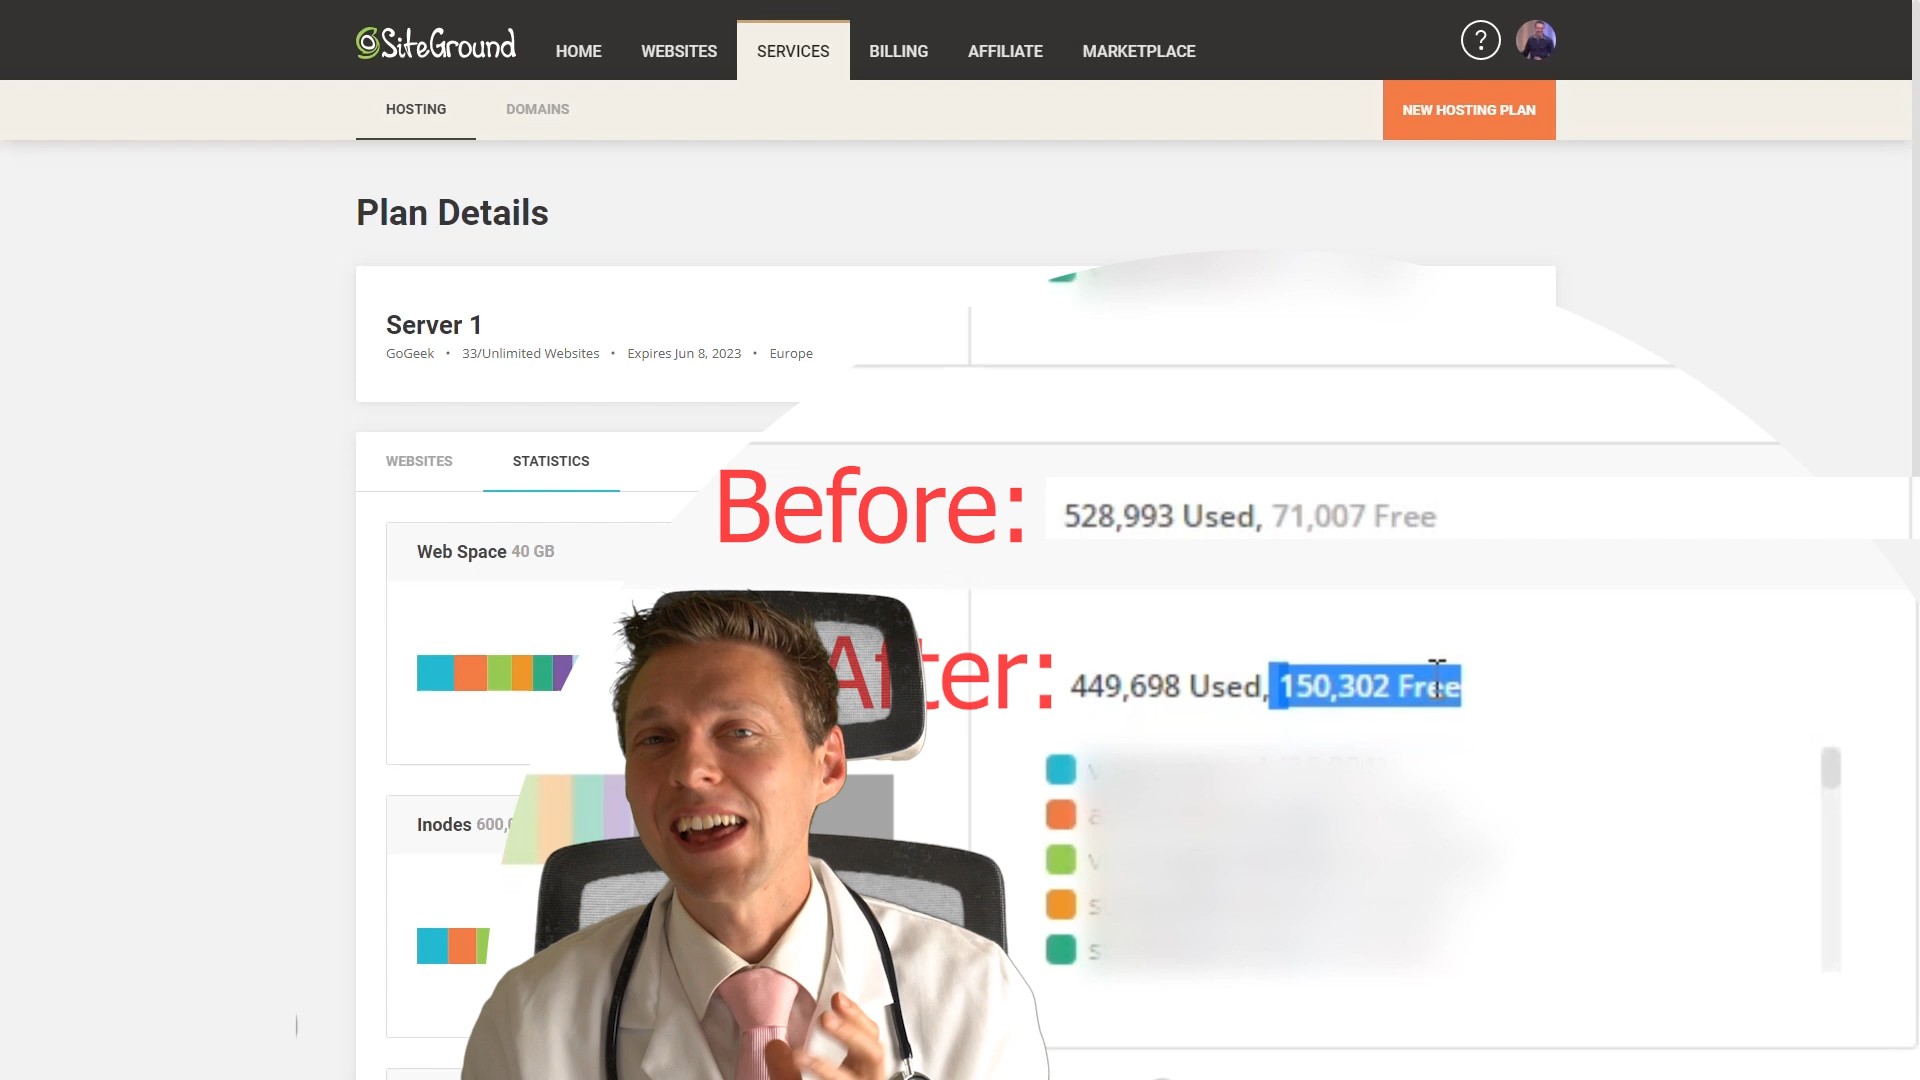 SiteGround
HOME WEBSITES SERVICES BILLING AFFILIATE MARKETPLACE
?
HOSTING DOMAINS
NEW HOSTING PLAN
Plan Details
Server 1
GoGeek • 33/Unlimited Websites • Expires Jun 8, 2023 • Europe
WEBSITES STATISTICS
Before: 528,993 Used, 71,007 Free
Web Space 40 GB
After: 449,698 Used, 150,302 Free
Inodes 600,